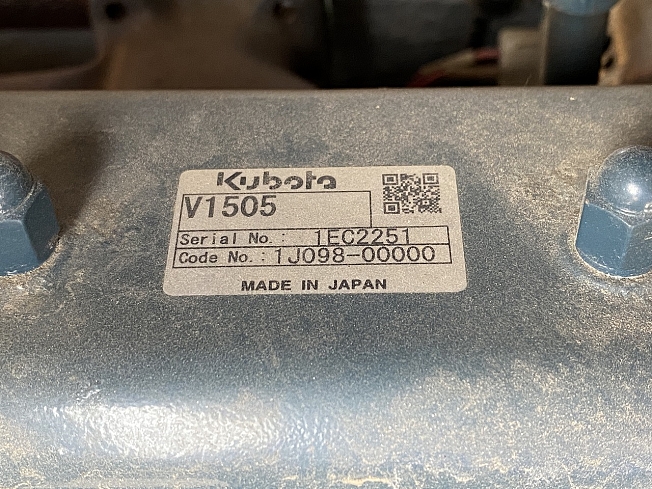 Kubota
V1505
Serial No.: 1EC2251
Code No.: 1J098-00000
MADE IN JAPAN